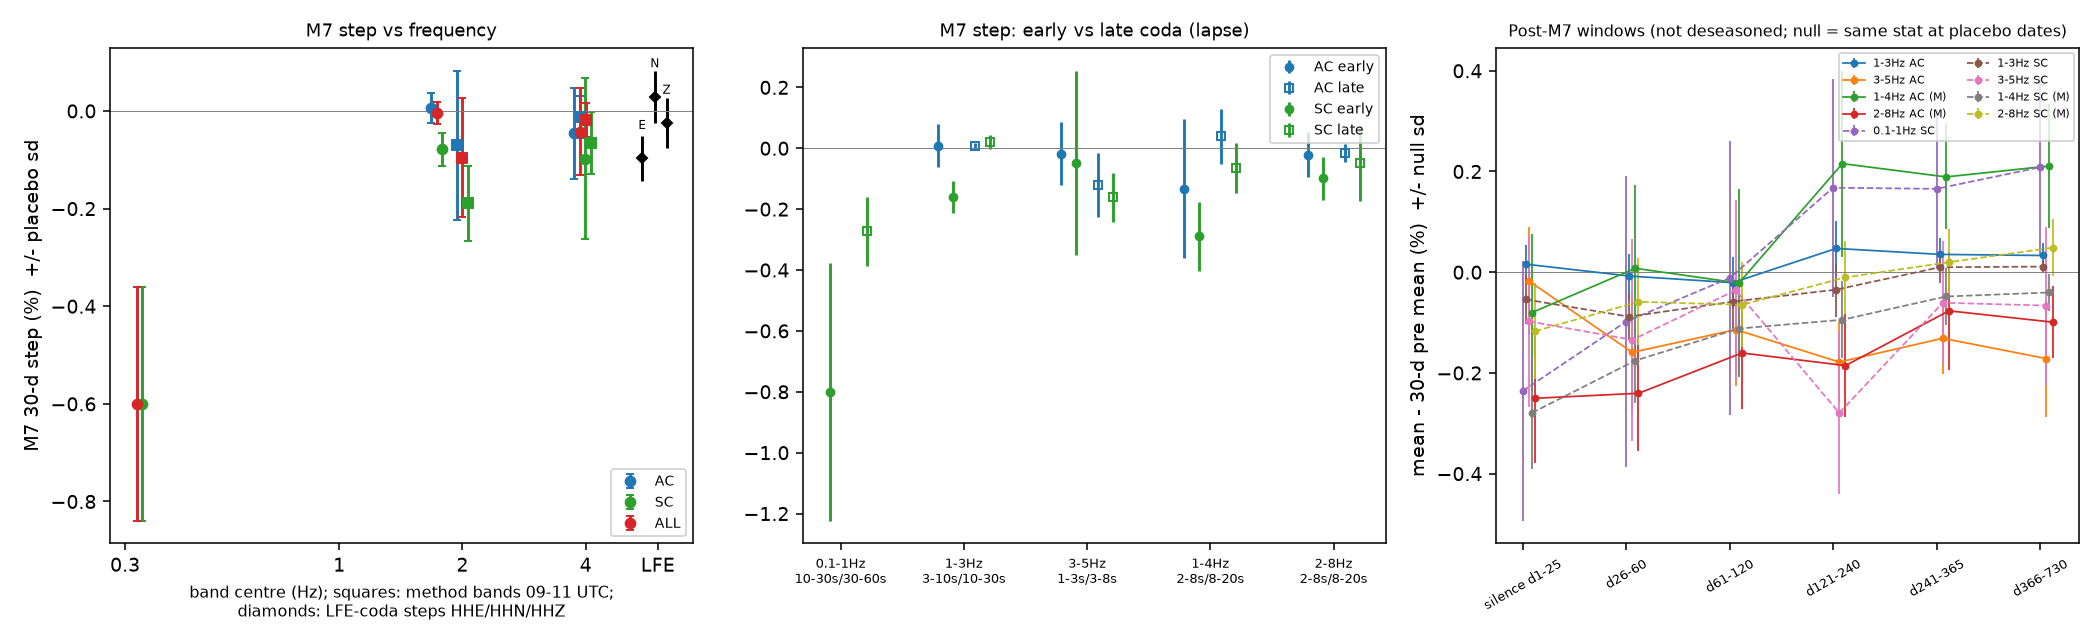 M7 step vs frequency
M7 30-d step (%)  +/- placebo sd
0.0
−0.2
−0.4
−0.6
−0.8
N
Z
E
AC
SC
ALL
0.3
1
2
4
LFE
band centre (Hz); squares: method bands 09-11 UTC;
diamonds: LFE-coda steps HHE/HHN/HHZ
M7 step: early vs late coda (lapse)
0.2
0.0
−0.2
−0.4
−0.6
−0.8
−1.0
−1.2
AC early
AC late
SC early
SC late
0.1-1Hz
10-30s/30-60s
1-3Hz
3-10s/10-30s
3-5Hz
1-3s/3-8s
1-4Hz
2-8s/8-20s
2-8Hz
2-8s/8-20s
Post-M7 windows (not deseasoned; null = same stat at placebo dates)
mean - 30-d pre mean (%)  +/- null sd
0.4
0.2
0.0
−0.2
−0.4
1-3Hz AC
3-5Hz AC
1-4Hz AC (M)
2-8Hz AC (M)
0.1-1Hz SC
1-3Hz SC
3-5Hz SC
1-4Hz SC (M)
2-8Hz SC (M)
silence d1-25
d26-60
d61-120
d121-240
d241-365
d366-730